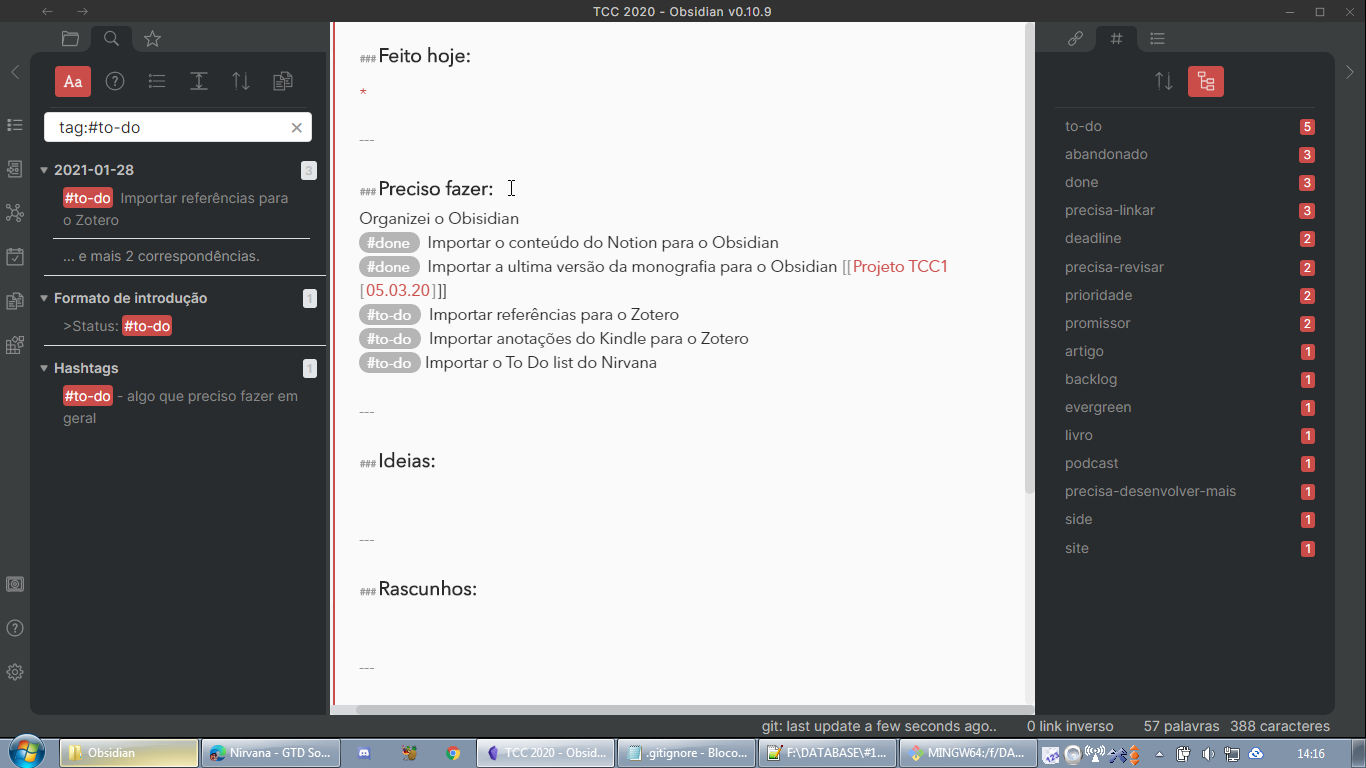 TCC 2020 - Obsidian v0.10.9
Aa
tag:#to-do
2021-01-28
3
#to-do Importar referências para
o Zotero
... e mais 2 correspondências.
Formato de introdução
1
>Status: #to-do
Hashtags
1
#to-do - algo que preciso fazer em
geral
### Feito hoje:
*
---
### Preciso fazer:
Organizei o Obisidian
#done Importar o conteúdo do Notion para o Obsidian
#done Importar a ultima versão da monografia para o Obsidian [[Projeto TCC1
[05.03.20]]]
#to-do Importar referências para o Zotero
#to-do Importar anotações do Kindle para o Zotero
#to-do Importar o To Do list do Nirvana
---
### Ideias:
---
### Rascunhos:
---
to-do 5
abandonado 3
done 3
precisa-linkar 3
deadline 2
precisa-revisar 2
prioridade 2
promissor 2
artigo 1
backlog 1
evergreen 1
livro 1
podcast 1
precisa-desenvolver-mais 1
side 1
site 1
git: last update a few seconds ago.. 0 link inverso 57 palavras 388 caracteres
Obsidian
Nirvana - GTD So...
TCC 2020 - Obsid...
.gitignore - Bloco...
F:\DATABASE\#1...
MINGW64:/f/DA...
14:16